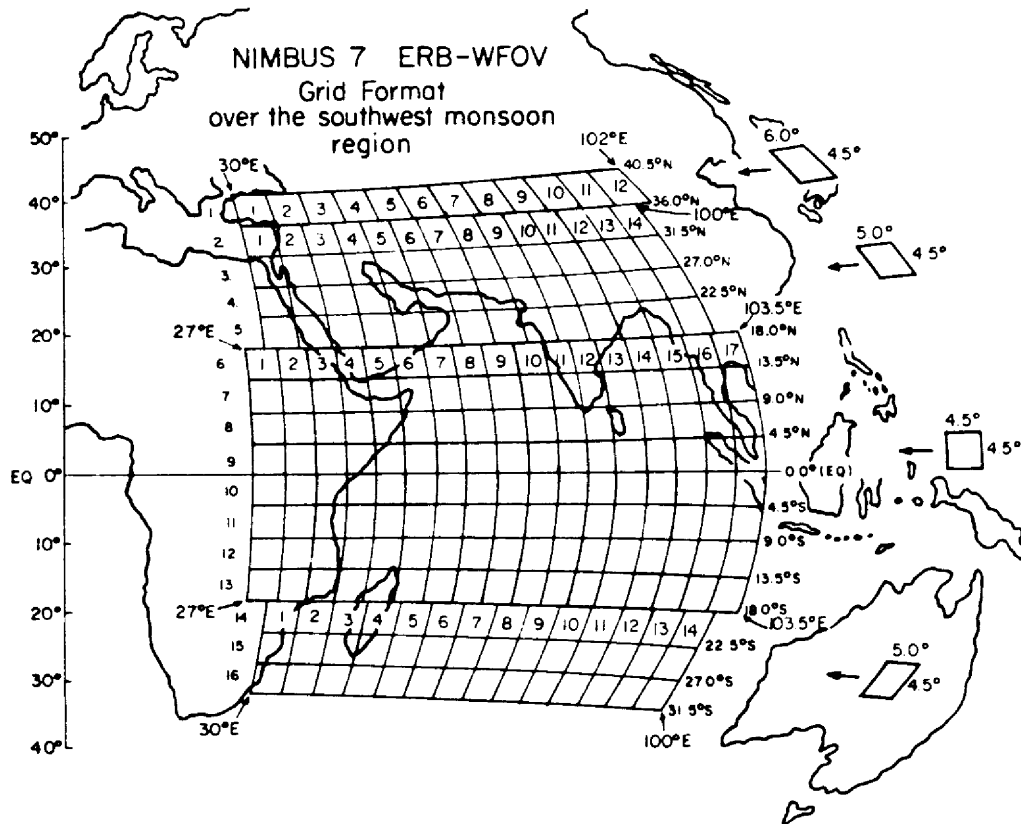 NIMBUS 7 ERB-WFOV
Grid Format
over the southwest monsoon
region
50°
40°
30°
20°
10°
EQ 0°
10°
20°
30°
40°
30°E
102°E
40.5°N
36.0°N
100°E
31.5°N
27.0°N
22.5°N
103.5°E
18.0°N
13.5°N
9.0°N
4.5°N
0.0° (EQ)
4.5°S
9.0°S
13.5°S
18.0°S
103.5°E
22.5°S
27.0°S
31.5°S
100°E
30°E
27°E
27°E
1 1 2 3 4 5 6 7 8 9 10 11 12
2 1 2 3 4 5 6 7 8 9 10 11 12 13 14
3
4
5
6 1 2 3 4 5 6 7 8 9 10 11 12 13 14 15 16 17
7
8
9
10
11
12
13
14 1 2 3 4 5 6 7 8 9 10 11 12 13 14
15
16
6.0°
4.5°
5.0°
4.5°
4.5°
4.5°
5.0°
4.5°